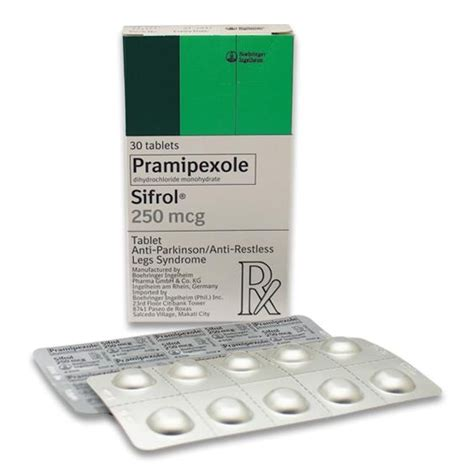 Boehringer
Ingelheim
30 tablets
Pramipexole
dihydrochloride monohydrate
Sifrol®
250 mcg
Tablet
Anti-Parkinson/Anti-Restless
Legs Syndrome
Manufactured by
Boehringer Ingelheim
Pharma GmbH & Co. KG
Ingelheim am Rhein, Germany
Imported by
Boehringer Ingelheim (Phil.) Inc.
23rd Floor Citibank Tower
8741 Paseo de Roxas
Salcedo Village, Makati City
Rx
Sifrol
250 mcg